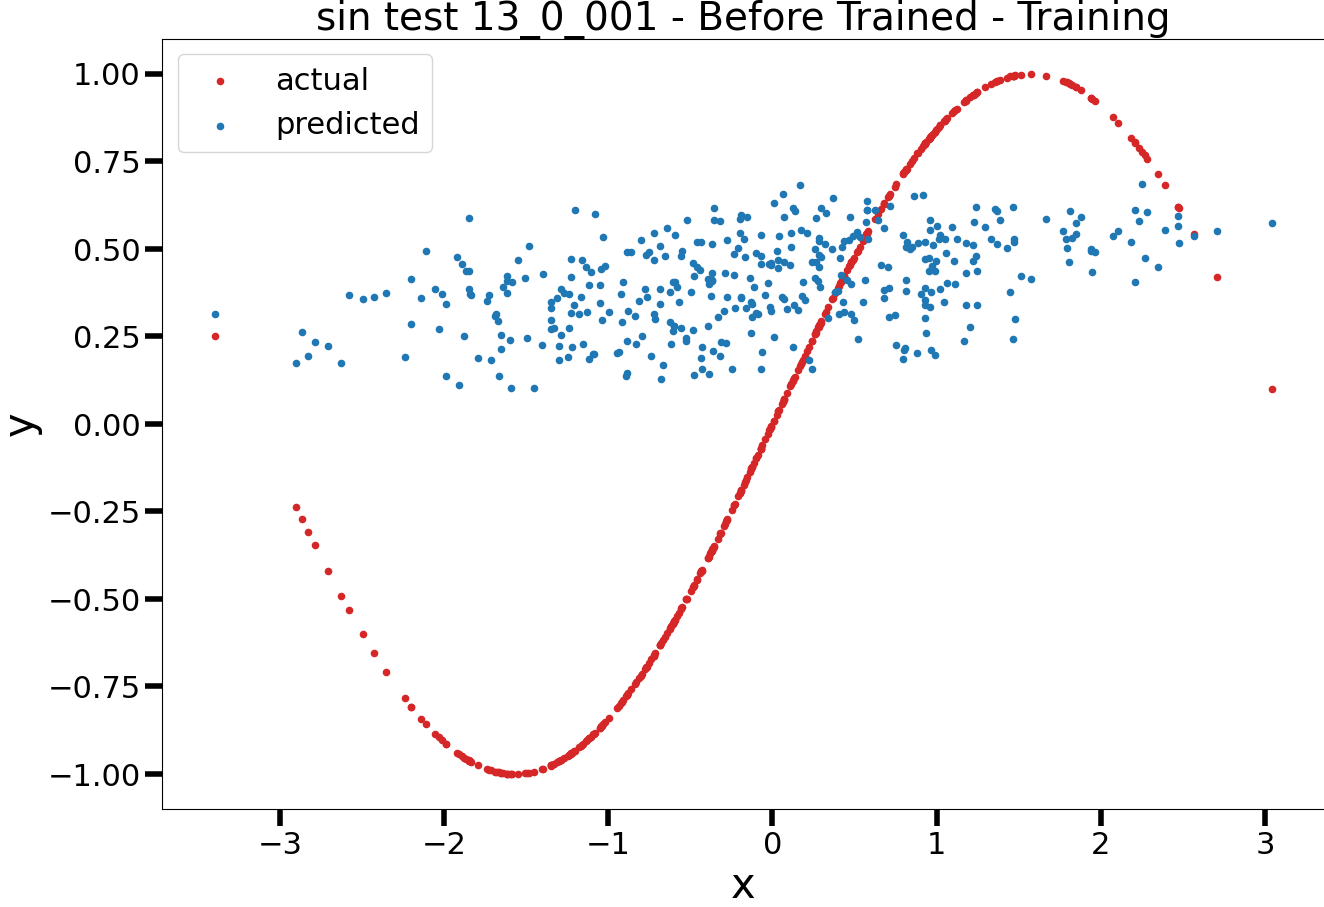 sin test 13_0_001 - Before Trained - Training
actual
predicted
1.00
0.75
0.50
0.25
0.00
−0.25
−0.50
−0.75
−1.00
y
−3 −2 −1 0 1 2 3
x